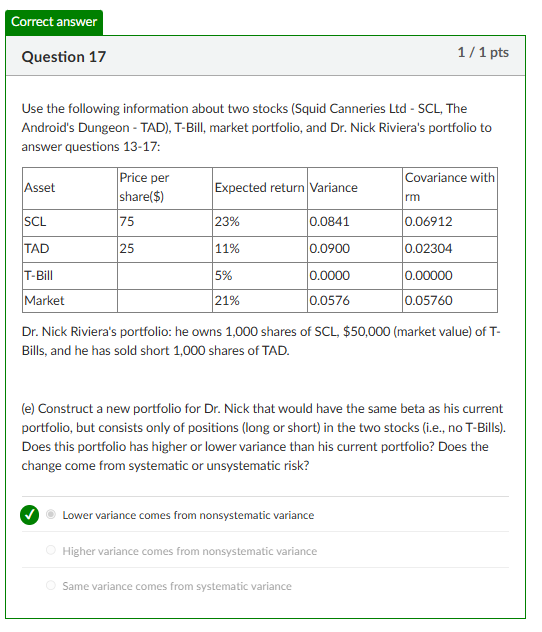 Correct answer
Question 17
1 / 1 pts
Use the following information about two stocks (Squid Canneries Ltd - SCL, The
Android's Dungeon - TAD), T-Bill, market portfolio, and Dr. Nick Riviera's portfolio to
answer questions 13-17:
Asset Price per share($) Expected return Variance Covariance with rm
SCL 75 23% 0.0841 0.06912
TAD 25 11% 0.0900 0.02304
T-Bill 5% 0.0000 0.00000
Market 21% 0.0576 0.05760
Dr. Nick Riviera's portfolio: he owns 1,000 shares of SCL, $50,000 (market value) of T-
Bills, and he has sold short 1,000 shares of TAD.
(e) Construct a new portfolio for Dr. Nick that would have the same beta as his current
portfolio, but consists only of positions (long or short) in the two stocks (i.e., no T-Bills).
Does this portfolio has higher or lower variance than his current portfolio? Does the
change come from systematic or unsystematic risk?
Lower variance comes from nonsystematic variance
Higher variance comes from nonsystematic variance
Same variance comes from systematic variance